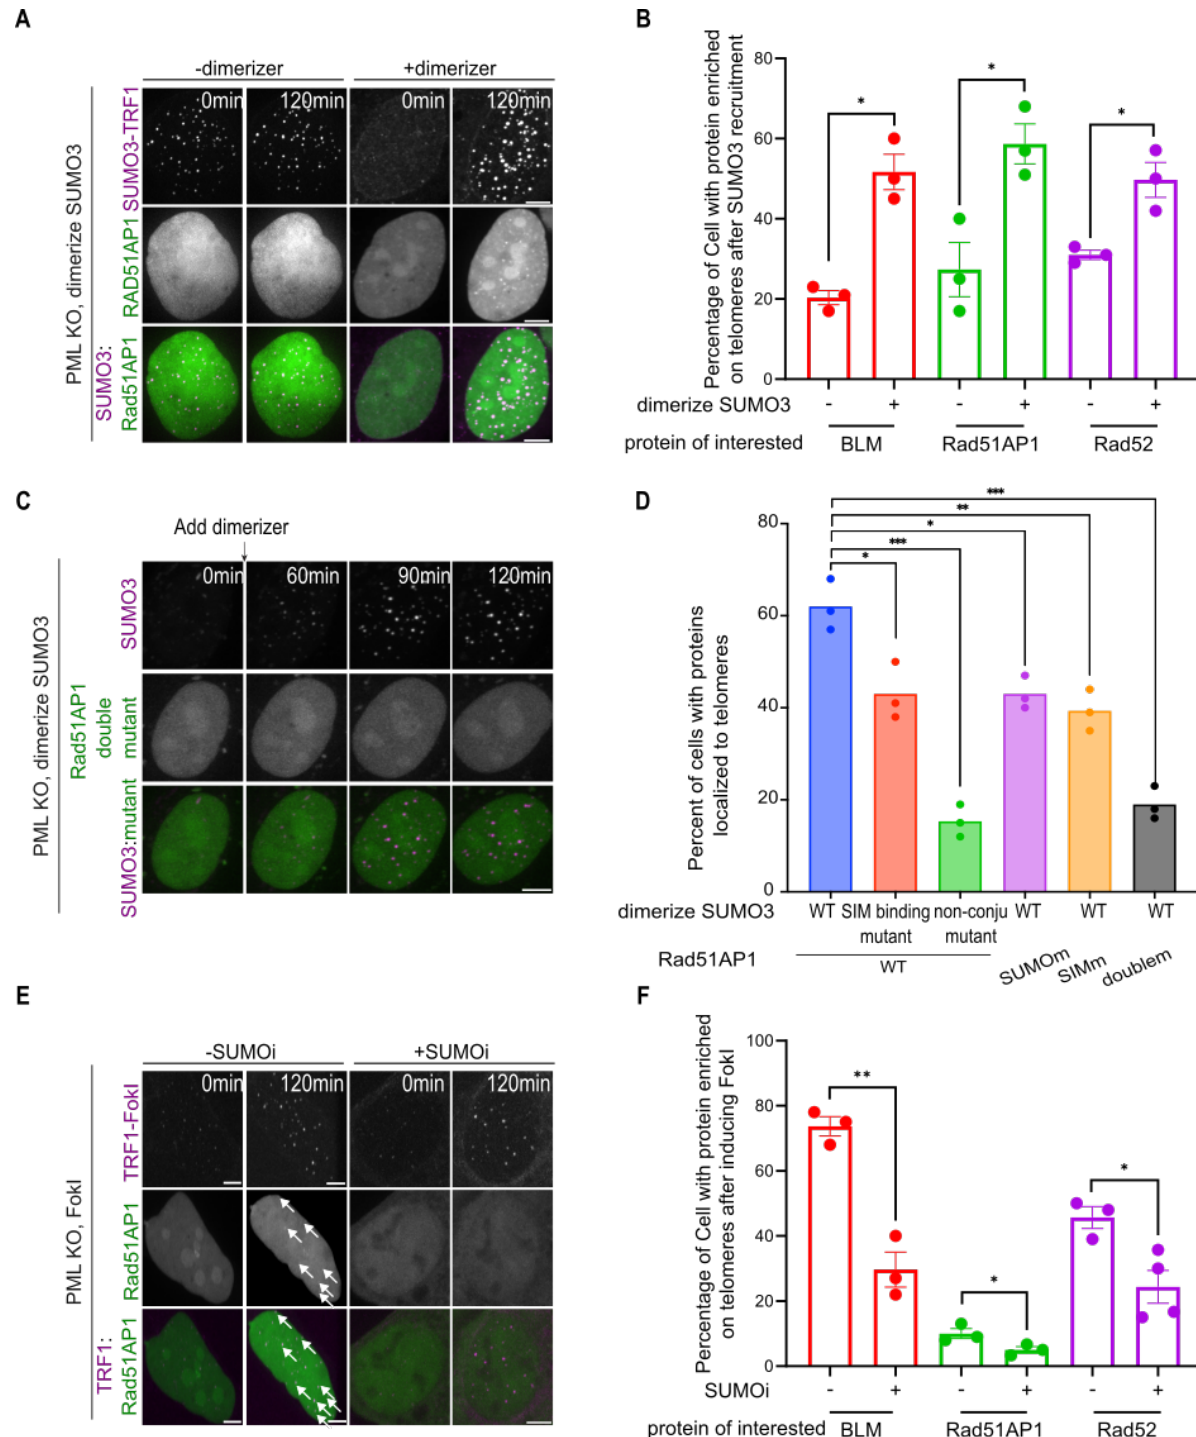 A
-dimerizer
+dimerizer
0min
120min
0min
120min
PML KO, dimerize SUMO3
SUMO3-TRF1
RAD51AP1
SUMO3:
Rad51AP1
B
Percentage of Cell with protein enriched
on telomeres after SUMO3 recruitment
80
60
40
20
0
*
*
*
dimerize SUMO3
-
+
-
+
-
+
protein of interested
BLM
Rad51AP1
Rad52
C
Add dimerizer
0min
60min
90min
120min
PML KO, dimerize SUMO3
SUMO3
Rad51AP1
double
mutant
SUMO3:mutant
D
Percent of cells with proteins
localized to telomeres
80
60
40
20
0
***
**
*
***
*
dimerize SUMO3
WT
SIM binding
mutant
non-conju
mutant
WT
WT
WT
Rad51AP1
WT
SUMOm
SIMm
doublem
E
-SUMOi
+SUMOi
0min
120min
0min
120min
PML KO, FokI
TRF1-FokI
Rad51AP1
TRF1:
Rad51AP1
F
Percentage of Cell with protein enriched
on telomeres after inducing FokI
100
80
60
40
20
0
**
*
*
SUMOi
-
+
-
+
-
+
protein of interested
BLM
Rad51AP1
Rad52